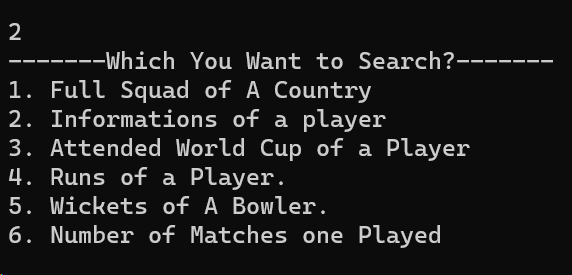 2
-------Which You Want to Search?-------
1. Full Squad of A Country
2. Informations of a player
3. Attended World Cup of a Player
4. Runs of a Player.
5. Wickets of A Bowler.
6. Number of Matches one Played